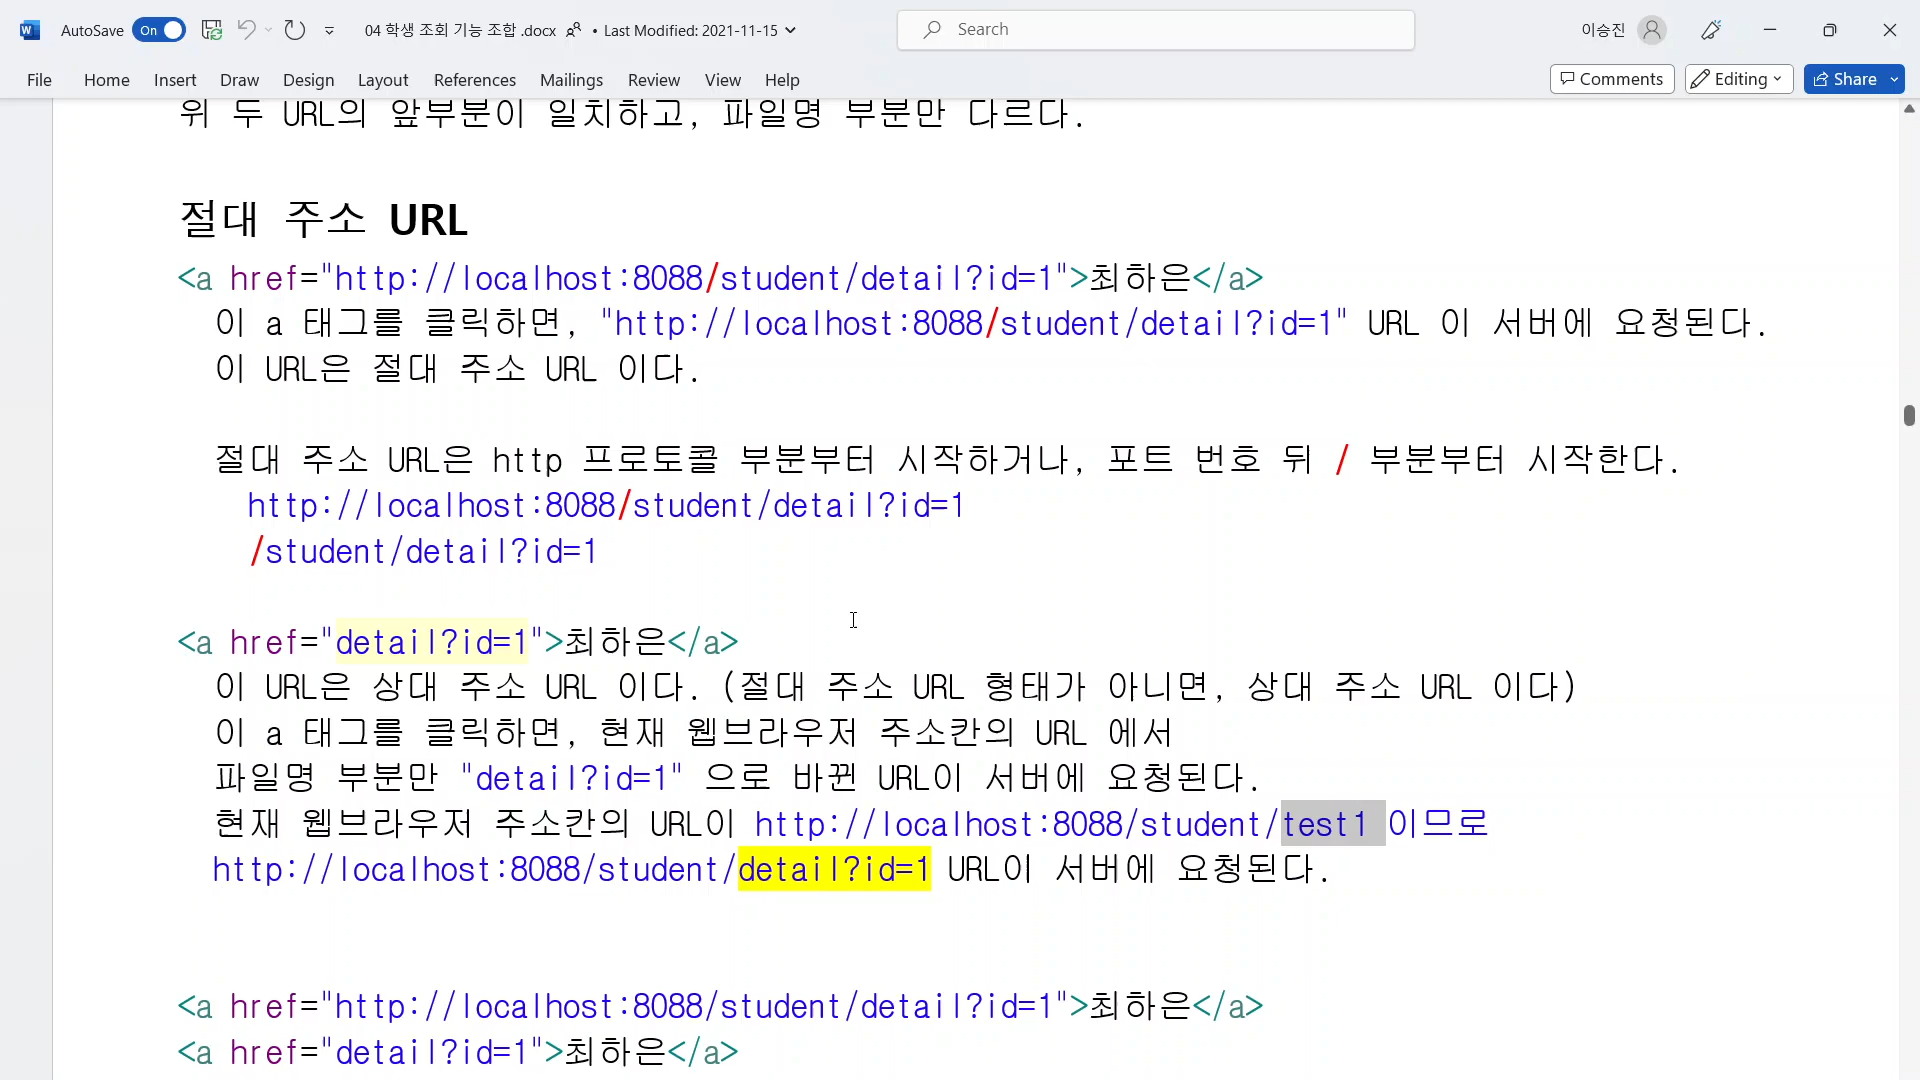 AutoSave On 04 학생 조회 기능 조합.docx • Last Modified: 2021-11-15 Search 이승진
File Home Insert Draw Design Layout References Mailings Review View Help Comments Editing Share
위 두 URL의 앞부분이 일치하고, 파일명 부분만 다르다.
절대 주소 URL
<a href="http://localhost:8088/student/detail?id=1">최하은</a>
이 a 태그를 클릭하면, "http://localhost:8088/student/detail?id=1" URL 이 서버에 요청된다.
이 URL은 절대 주소 URL 이다.
절대 주소 URL은 http 프로토콜 부분부터 시작하거나, 포트 번호 뒤 / 부분부터 시작한다.
http://localhost:8088/student/detail?id=1
/student/detail?id=1
<a href="detail?id=1">최하은</a>
이 URL은 상대 주소 URL 이다. (절대 주소 URL 형태가 아니면, 상대 주소 URL 이다)
이 a 태그를 클릭하면, 현재 웹브라우저 주소칸의 URL 에서
파일명 부분만 "detail?id=1" 으로 바뀐 URL이 서버에 요청된다.
현재 웹브라우저 주소칸의 URL이 http://localhost:8088/student/test1 이므로
http://localhost:8088/student/detail?id=1 URL이 서버에 요청된다.
<a href="http://localhost:8088/student/detail?id=1">최하은</a>
<a href="detail?id=1">최하은</a>